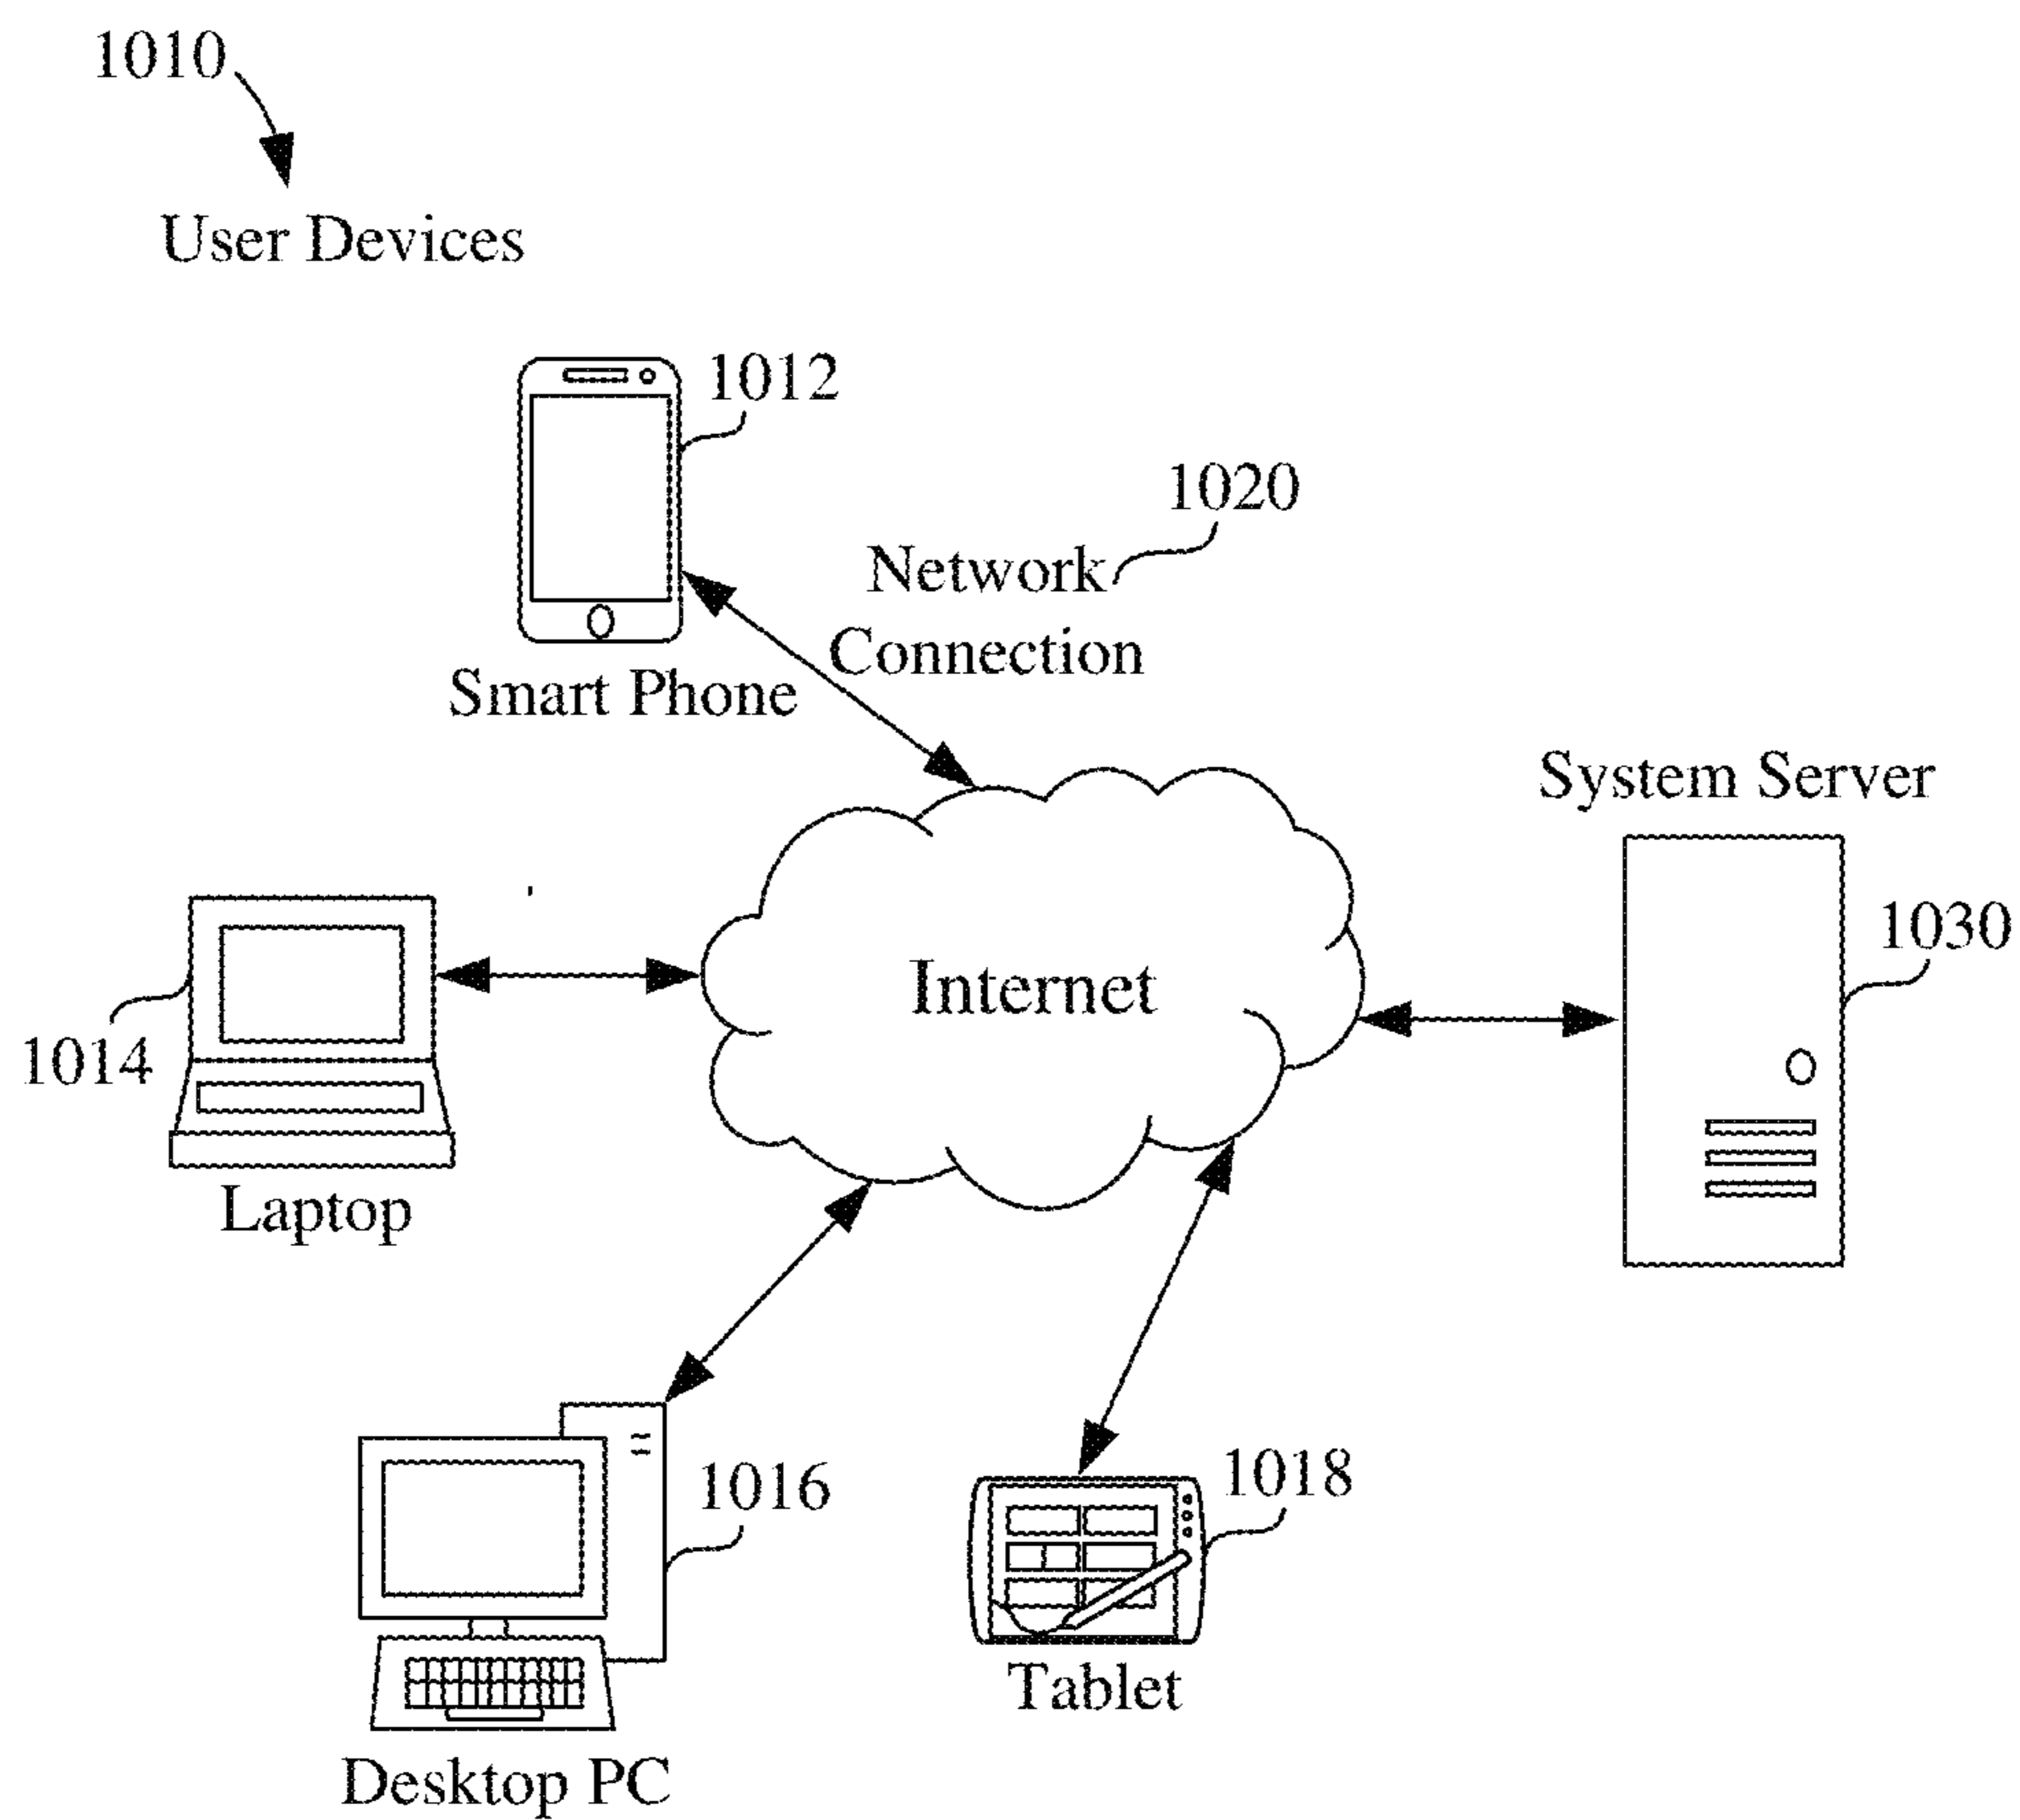 1010
User Devices
1012
1020
Network
Connection
Smart Phone
System Server
1030
Internet
1014
Laptop
1016
1018
Tablet
Desktop PC